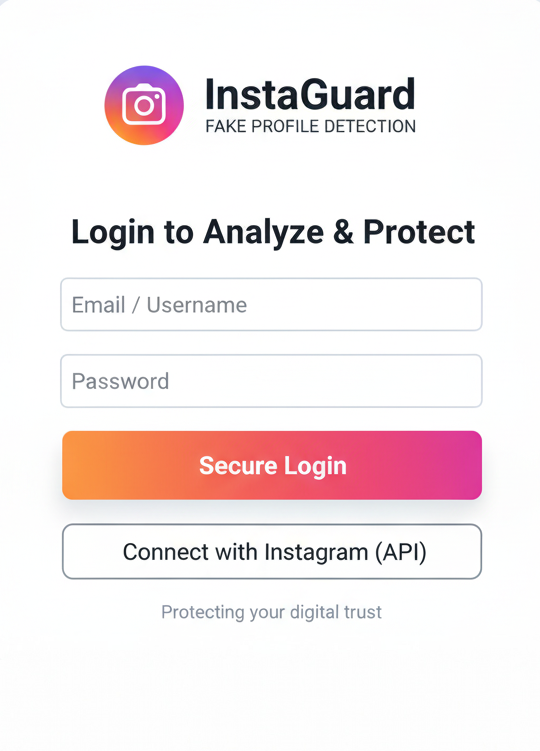 InstaGuard
FAKE PROFILE DETECTION
Login to Analyze & Protect
Email / Username
Password
Secure Login
Connect with Instagram (API)
Protecting your digital trust